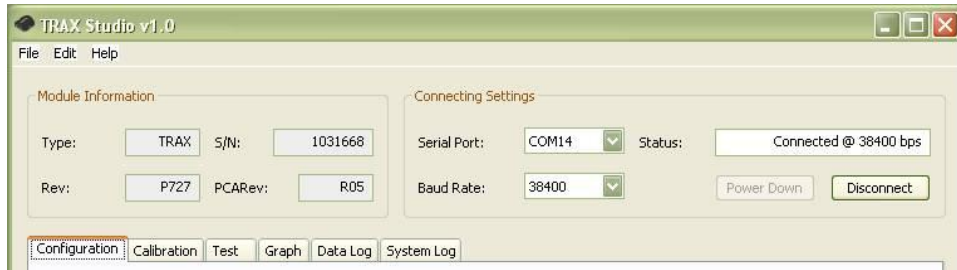 TRAX Studio v1.0
File Edit Help
Module Information
Connecting Settings
Type: TRAX S/N: 1031668
Serial Port: COM14 Status: Connected @ 38400 bps
Rev: P727 PCARev: R05
Baud Rate: 38400 Power Down Disconnect
Configuration Calibration Test Graph Data Log System Log